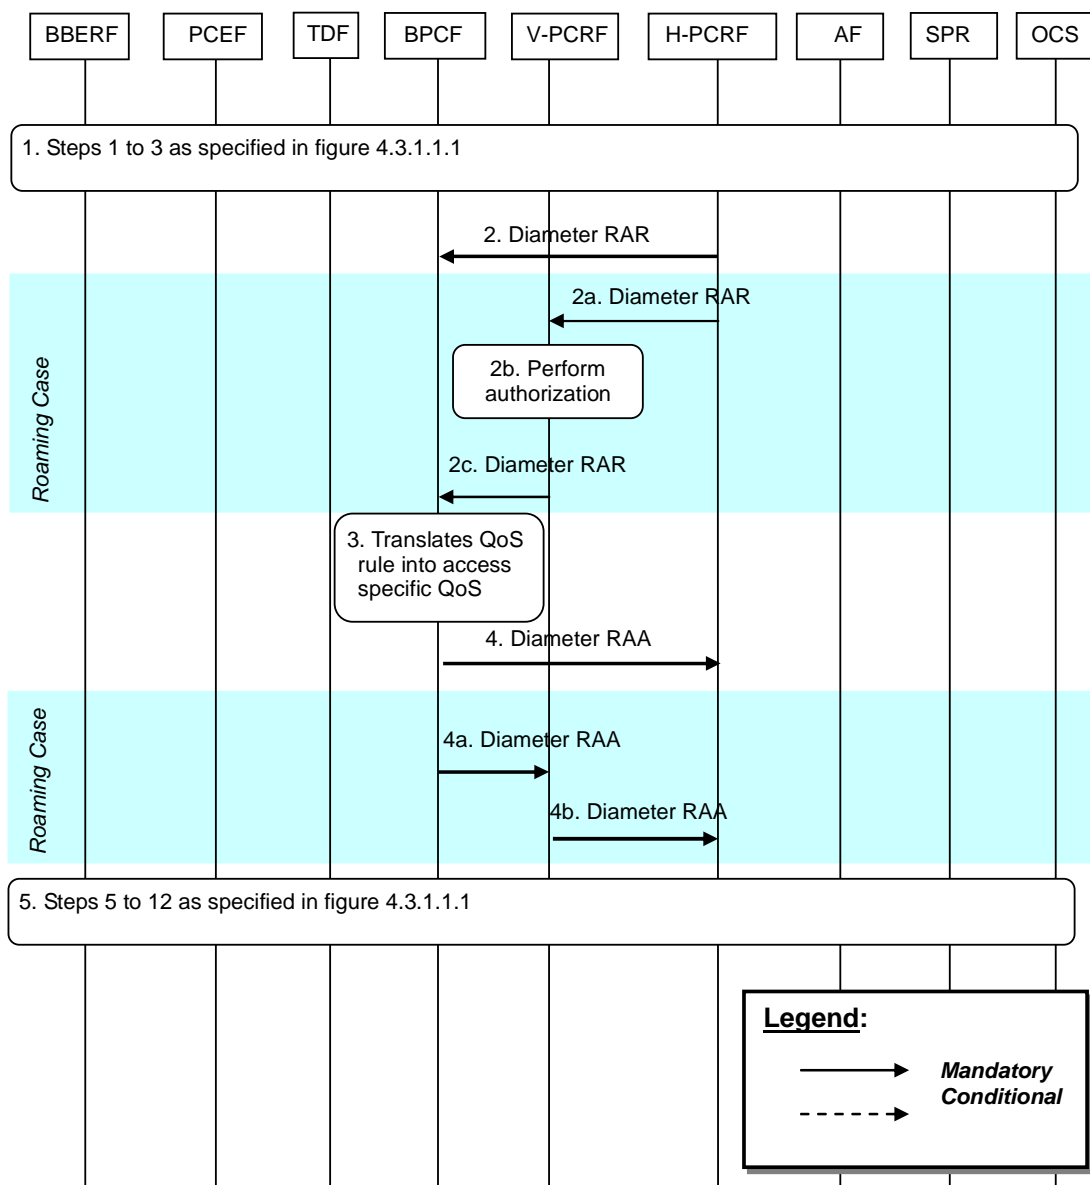 BBERF PCEF TDF BPCF V-PCRF H-PCRF AF SPR OCS
1. Steps 1 to 3 as specified in figure 4.3.1.1.1
2. Diameter RAR
Roaming Case
2a. Diameter RAR
2b. Perform
authorization
2c. Diameter RAR
3. Translates QoS
rule into access
specific QoS
4. Diameter RAA
Roaming Case
4a. Diameter RAA
4b. Diameter RAA
5. Steps 5 to 12 as specified in figure 4.3.1.1.1
Legend:
Mandatory
Conditional